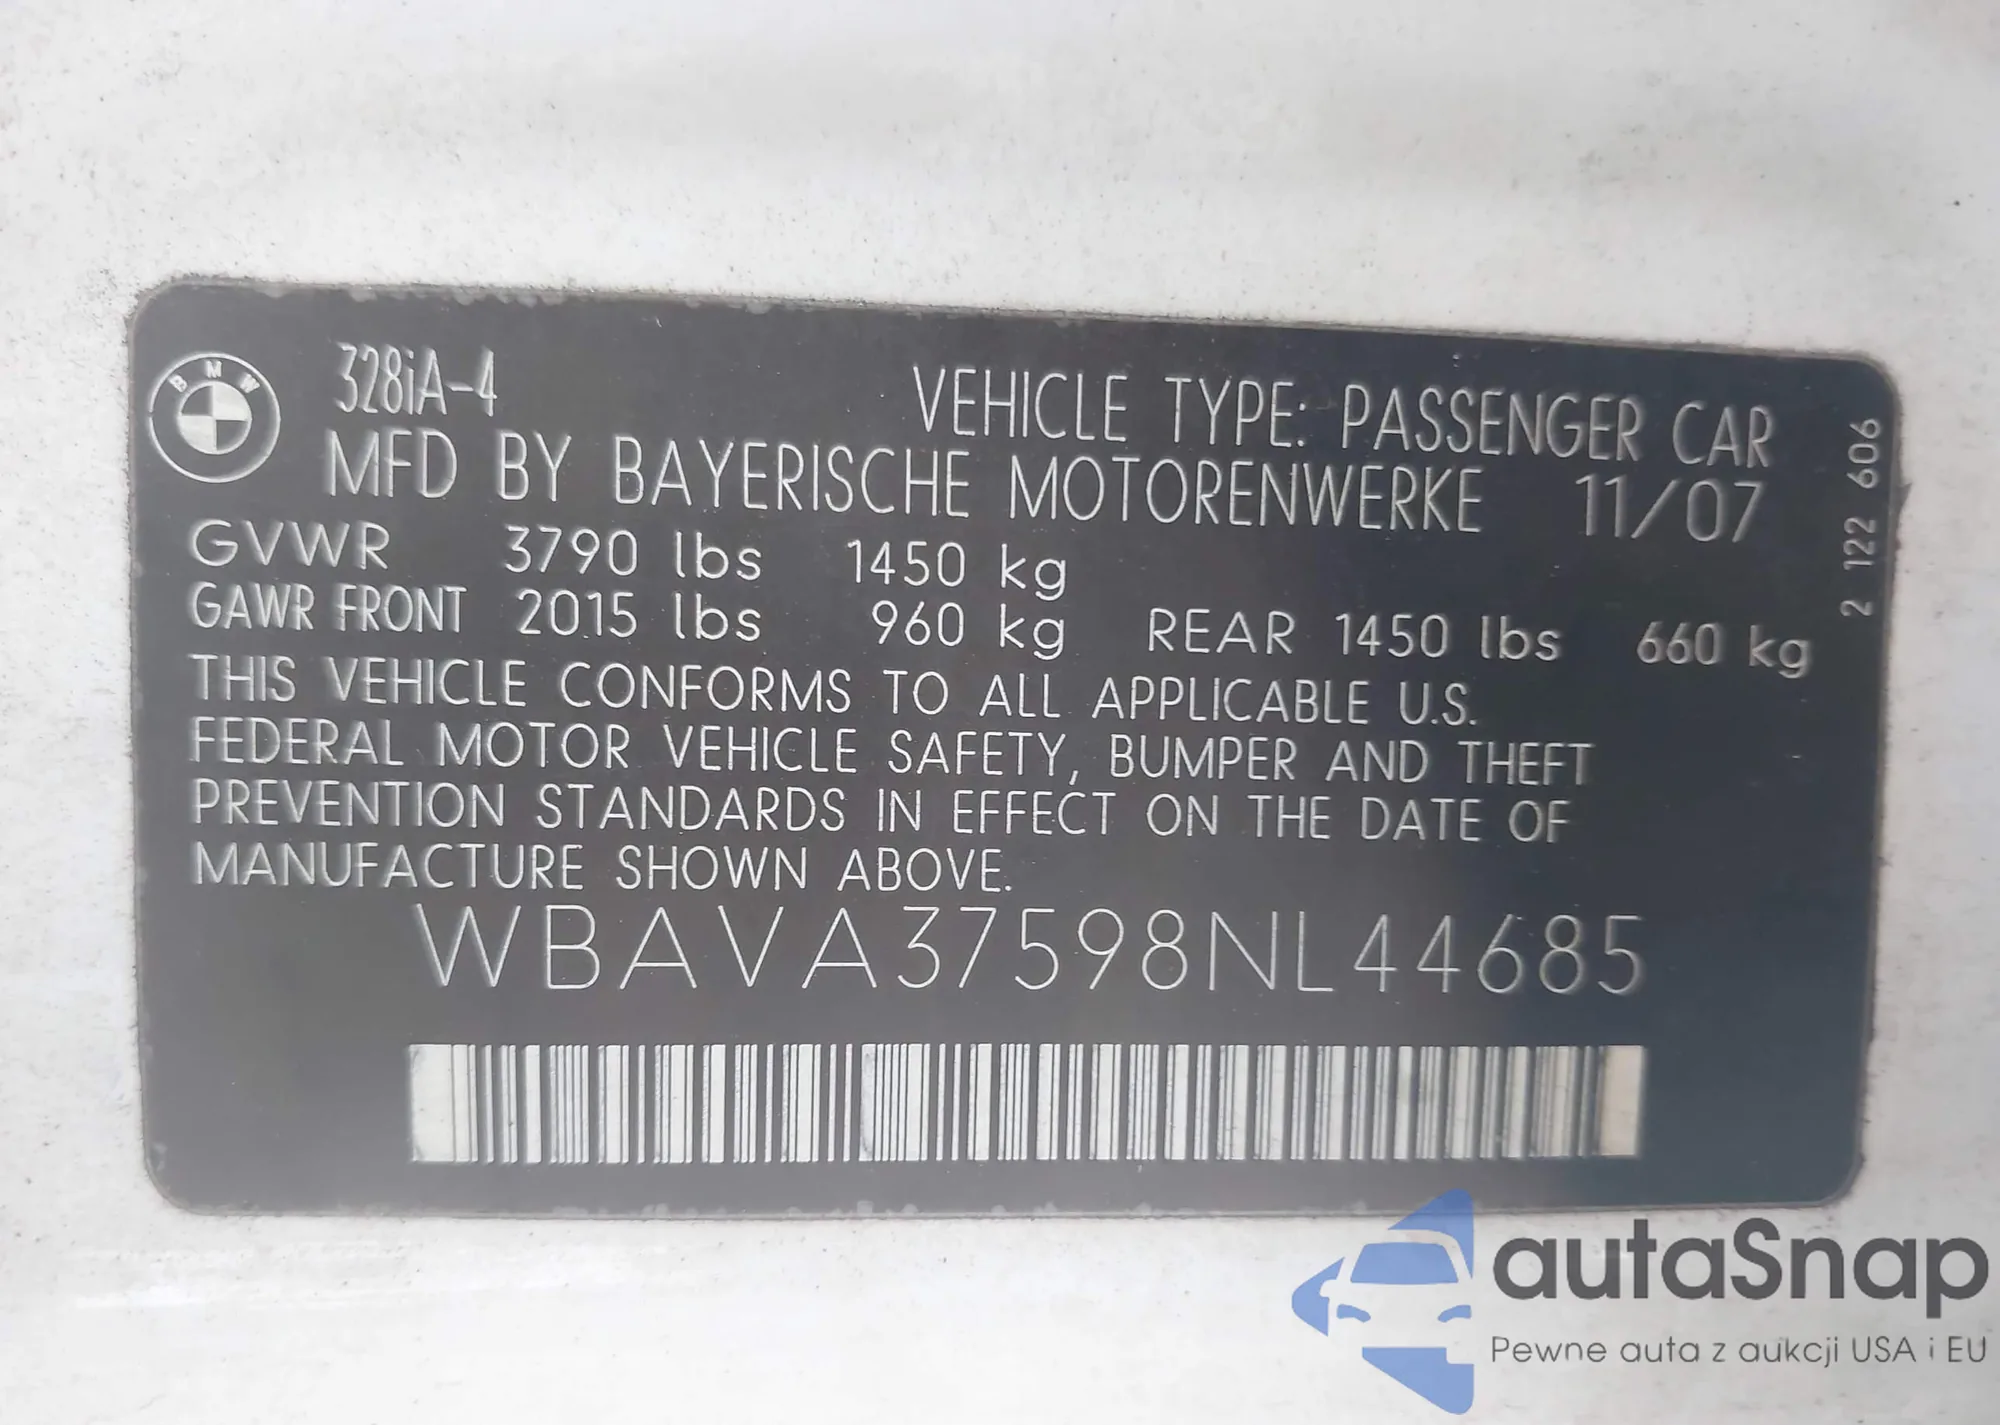 BMW
328iA-4
VEHICLE TYPE: PASSENGER CAR
MFD BY BAYERISCHE MOTORENWERKE 11/07
GVWR 3790 lbs 1450 kg
GAWR FRONT 2015 lbs 960 kg REAR 1450 lbs 660 kg
THIS VEHICLE CONFORMS TO ALL APPLICABLE U.S.
FEDERAL MOTOR VEHICLE SAFETY, BUMPER AND THEFT
PREVENTION STANDARDS IN EFFECT ON THE DATE OF
MANUFACTURE SHOWN ABOVE.
WBAVA37598NL44685
2 122 606
autaSnap
Pewne auta z aukcji USA i EU